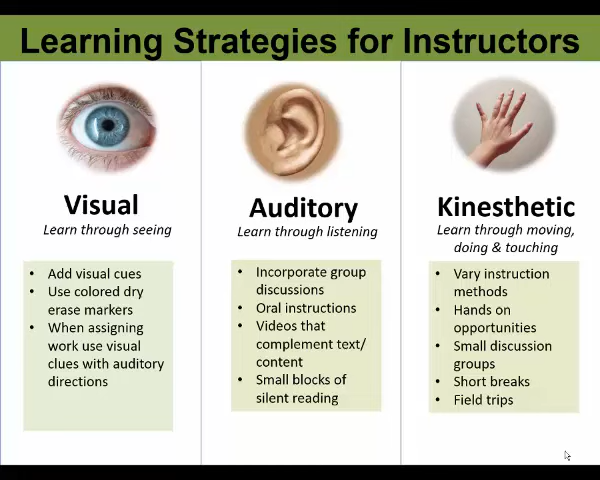 Learning Strategies for Instructors
Visual
Learn through seeing
• Add visual cues
• Use colored dry
erase markers
• When assigning
work use visual
clues with auditory
directions
Auditory
Learn through listening
• Incorporate group
discussions
• Oral instructions
• Videos that
complement text/
content
• Small blocks of
silent reading
Kinesthetic
Learn through moving,
doing & touching
• Vary instruction
methods
• Hands on
opportunities
• Small discussion
groups
• Short breaks
• Field trips